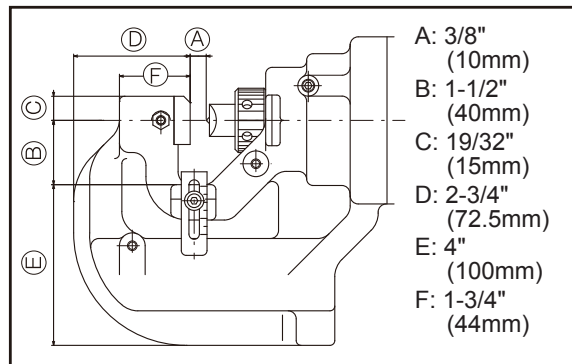 Ⓓ Ⓐ
Ⓕ
Ⓒ
Ⓑ
Ⓔ
A: 3/8"
(10mm)
B: 1-1/2"
(40mm)
C: 19/32"
(15mm)
D: 2-3/4"
(72.5mm)
E: 4"
(100mm)
F: 1-3/4"
(44mm)